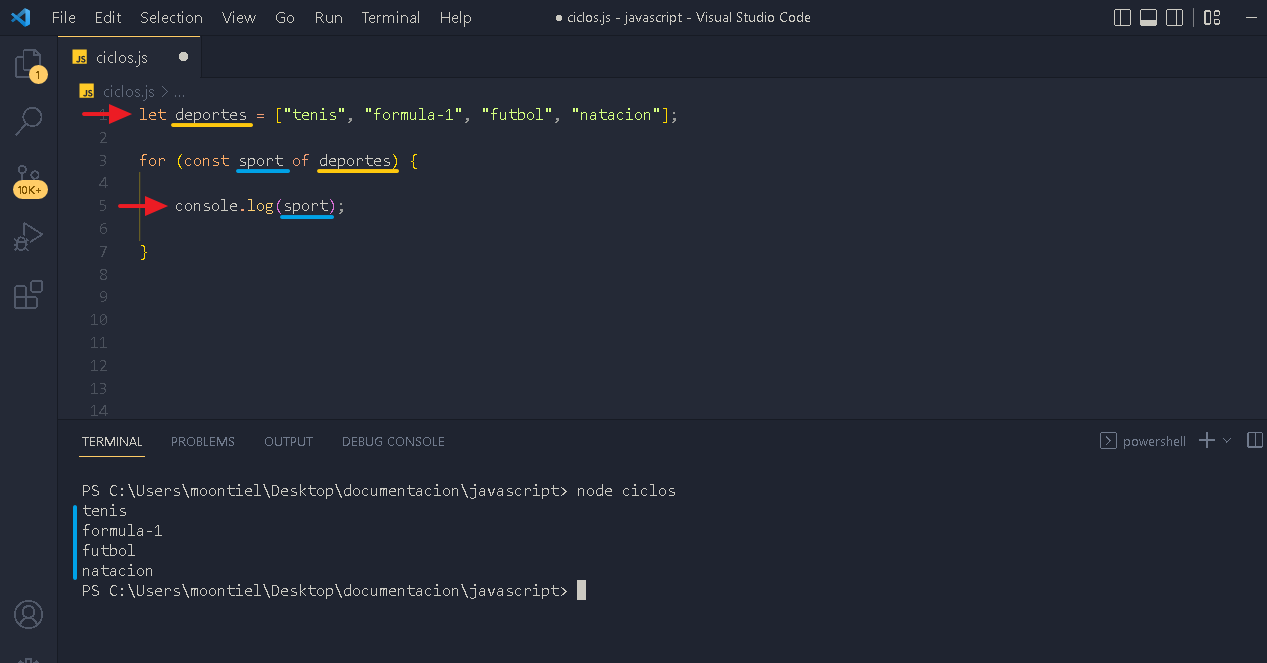 File Edit Selection View Go Run Terminal Help ● ciclos.js - javascript - Visual Studio Code
JS ciclos.js ●
JS ciclos.js > ...
1 let deportes = ["tenis", "formula-1", "futbol", "natacion"];
2
3 for (const sport of deportes) {
4
5 console.log(sport);
6
7 }
8
9
10
11
12
13
14
1
10K+
TERMINAL PROBLEMS OUTPUT DEBUG CONSOLE powershell
PS C:\Users\moontiel\Desktop\documentacion\javascript> node ciclos
tenis
formula-1
futbol
natacion
PS C:\Users\moontiel\Desktop\documentacion\javascript>